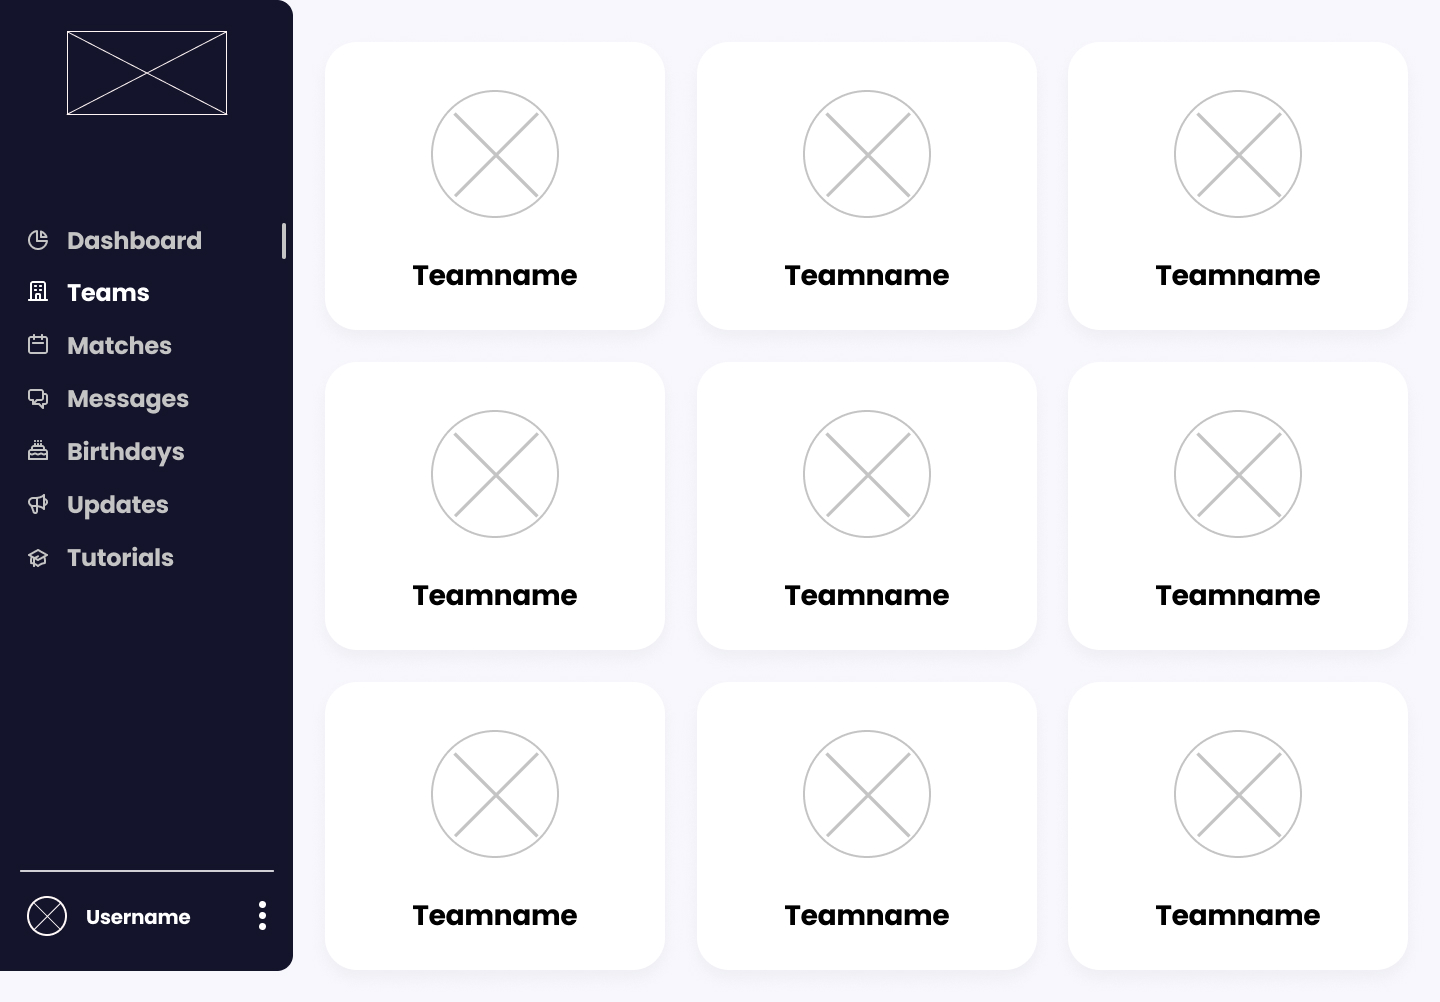 Dashboard
Teams
Matches
Messages
Birthdays
Updates
Tutorials
Username
Teamname
Teamname
Teamname
Teamname
Teamname
Teamname
Teamname
Teamname
Teamname